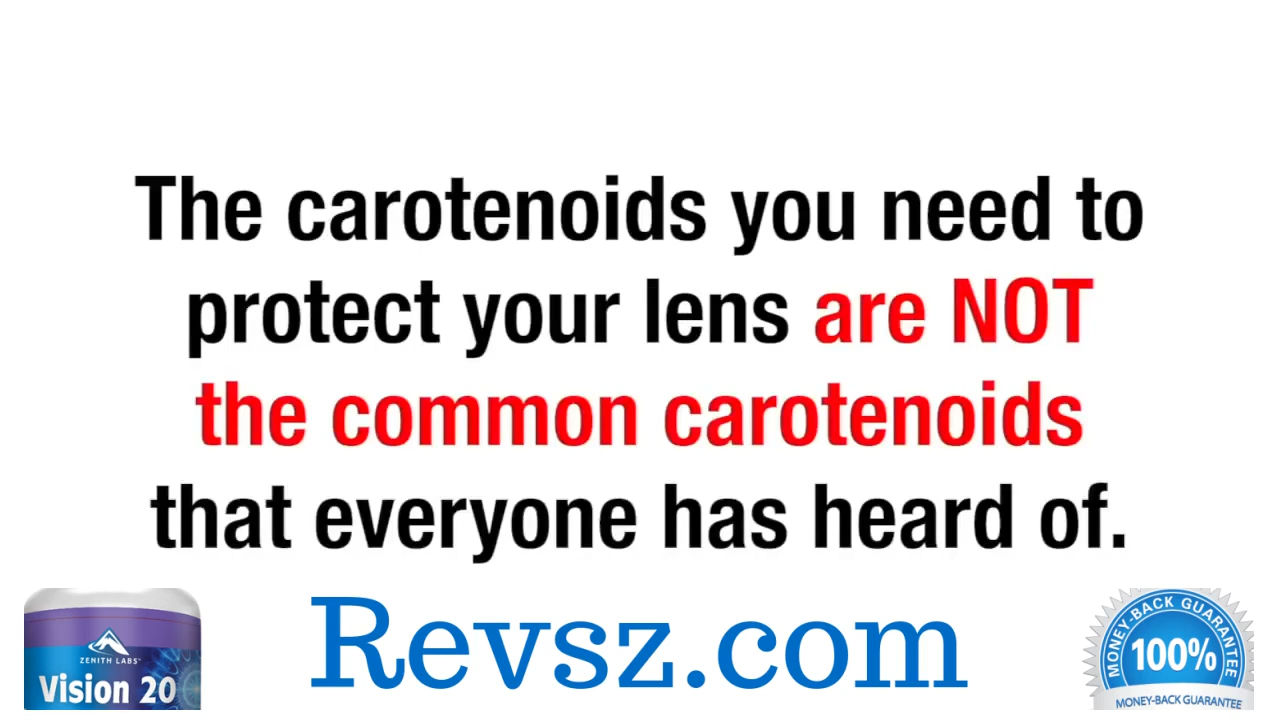 The carotenoids you need to
protect your lens are NOT
the common carotenoids
that everyone has heard of.
ZENITH LABS™
Vision 20
Revsz.com
MONEY-BACK GUARANTEE
100%
MONEY-BACK GUARANTEE